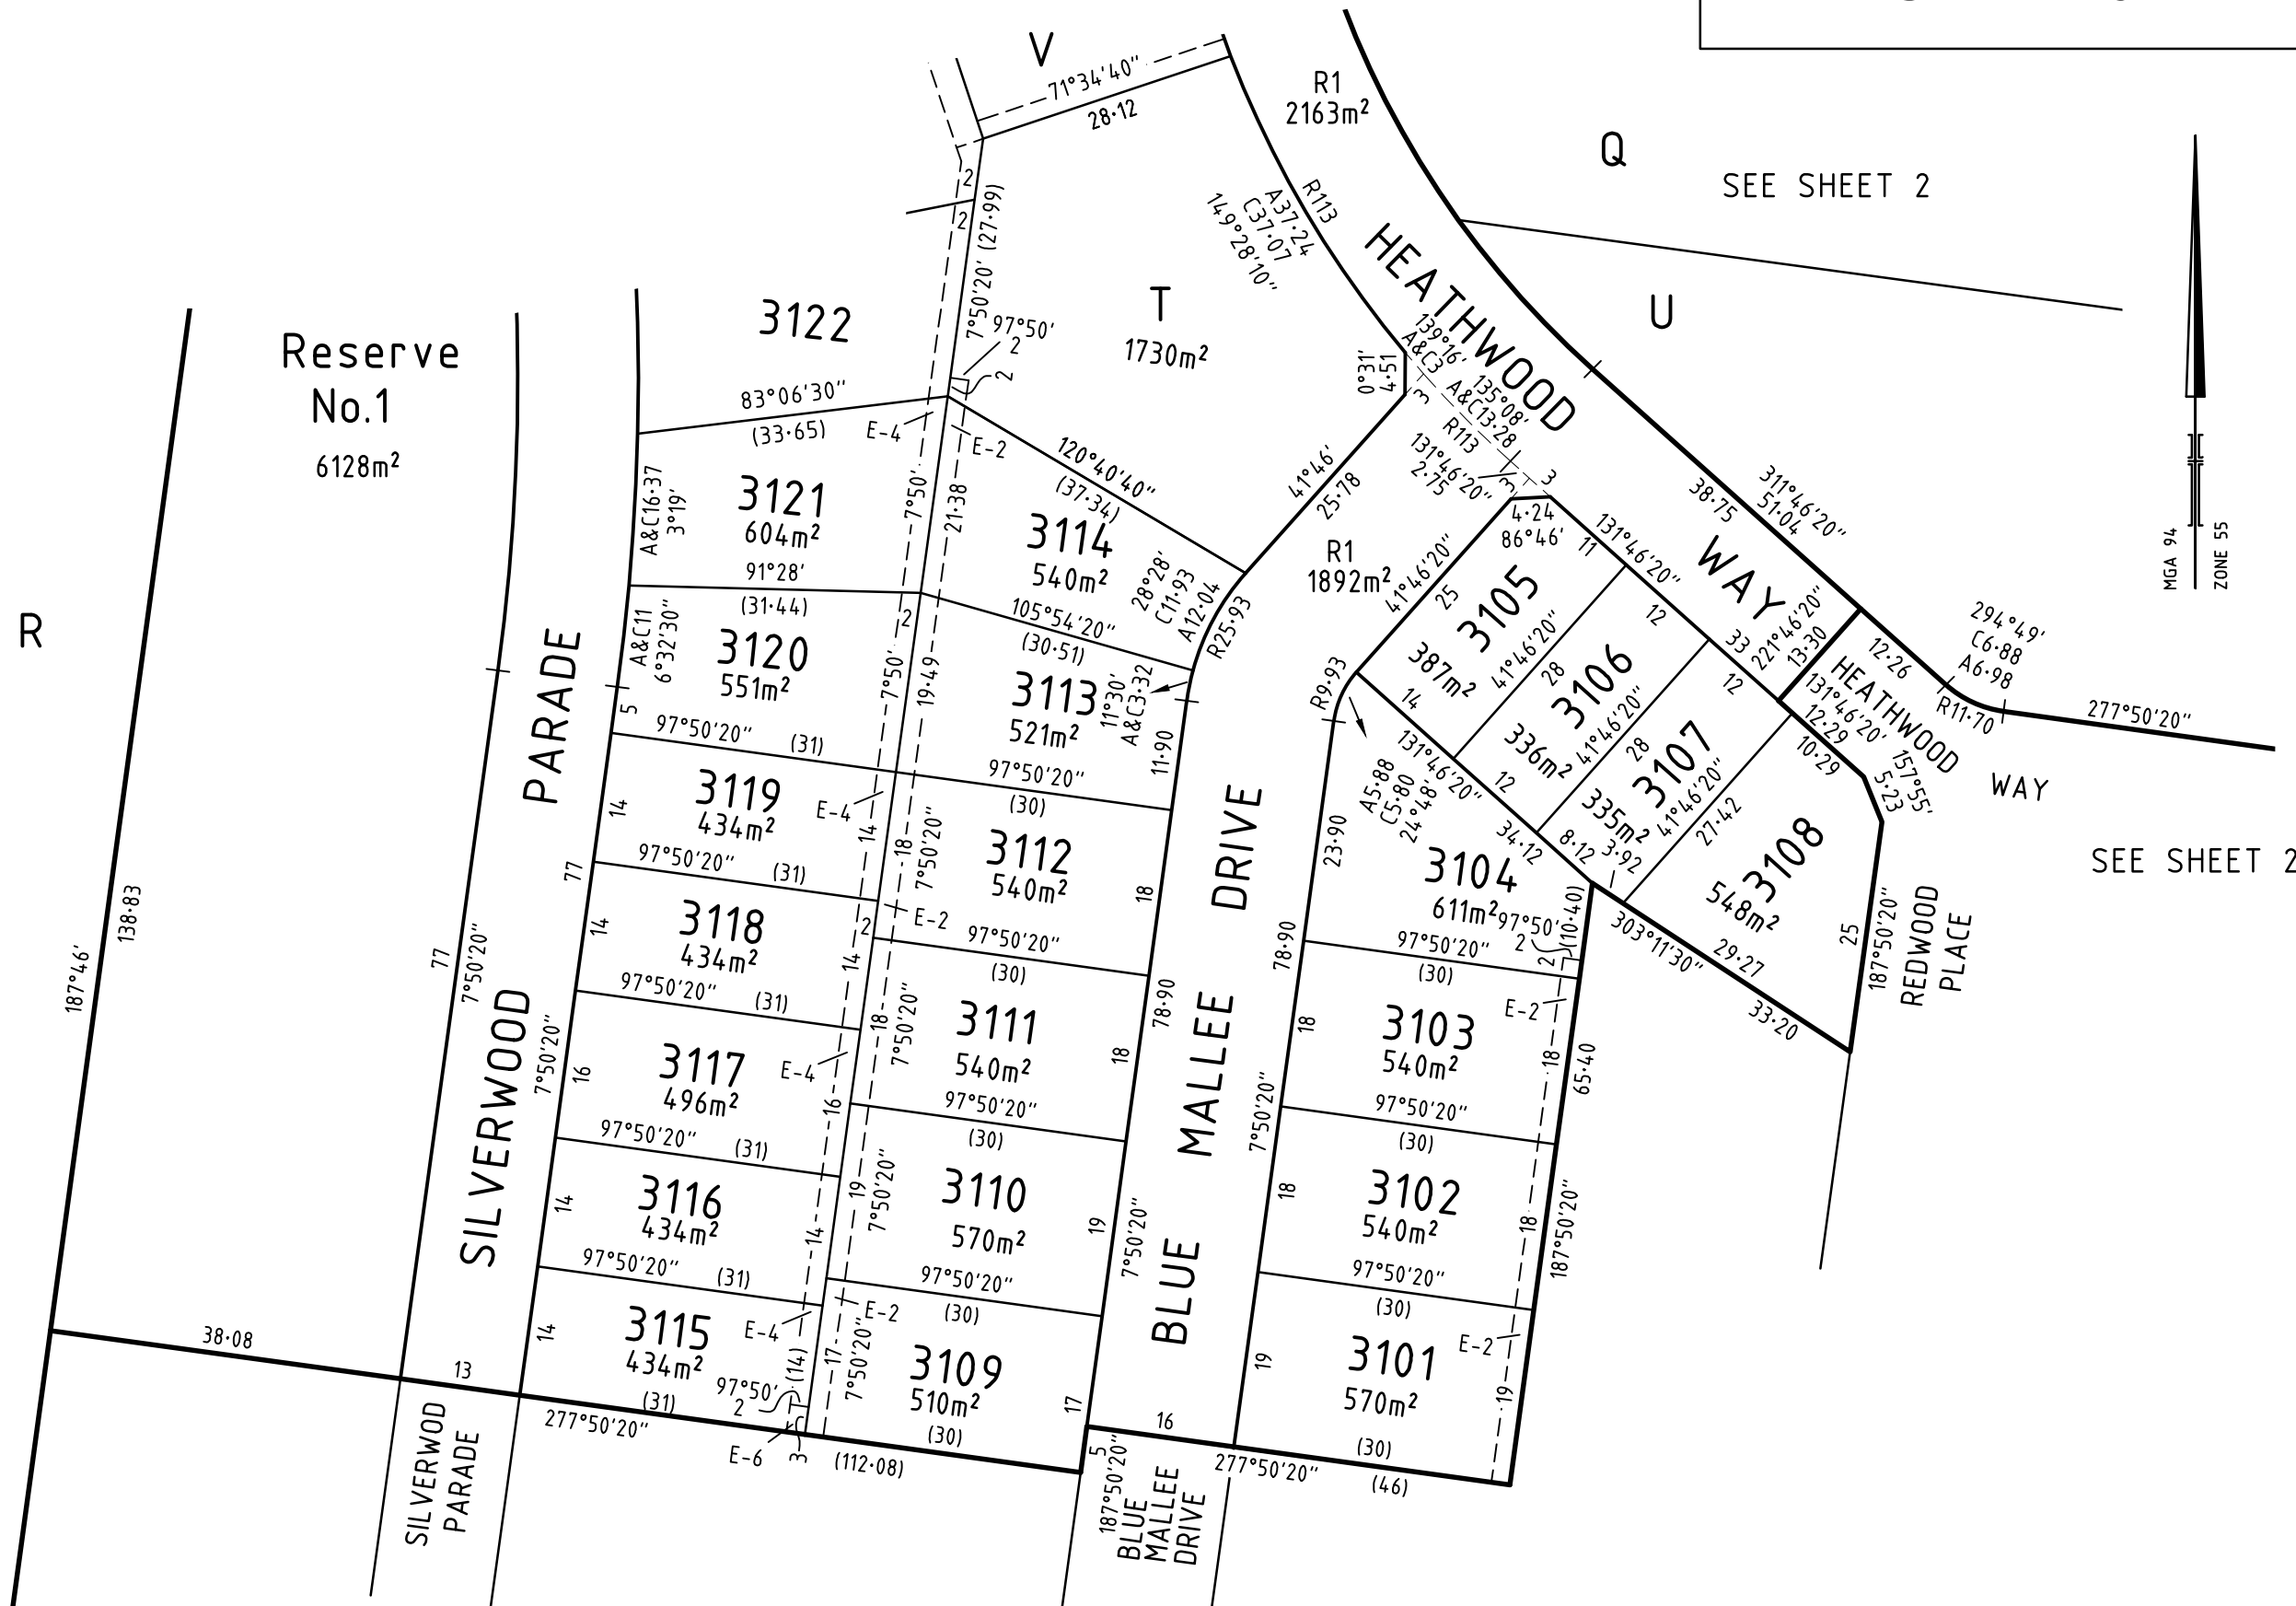 V
71°34'40"
28·12
R1
2163m²
Q
SEE SHEET 2
U
MGA 94
ZONE 55
2
2
7°50'20" (27·99)
R113
A37·24
C37·07
149°28'10"
HEATHWOOD
WAY
T
1730m²
97°50'
2
2
3122
Reserve
No.1
6128m²
R
83°06'30"
(33·65)
E-4
E-2
120°40'40"
(37·34)
0°31'
4·51
139°16'
A&C3
3
135°08'
A&C13·28
R113
131°46'20"
2·75
3
3
41°46'
25·78
4·24
86°46'
311°46'20"
51·04
38·75
A&C16·37
3°19'
3121
604m²
7°50'
21·38
3114
540m²
28°28'
C11·93
A12·04
R25·93
R1
1892m²
41°46'20"
25
11
131°46'20"
12
12
33
221°46'20"
13·30
91°28'
(31·44)
2
105°54'20"
(30·51)
A&C11
6°32'30"
3120
551m²
7°50'
19·49
3113
521m²
11°30'
A&C3·32
11·90
R9·93
3105
387m²
14
41°46'20"
28
3106
336m²
12
41°46'20"
28
3107
335m²
8·12
3·92
41°46'20"
27·42
3108
548m²
HEATHWOOD
WAY
131°46'20"
12·29
10·29
12·26
294°49'
C6·88
A6·98
R11·70
277°50'20"
157°55'
5·23
SEE SHEET 2
25
187°50'20"
REDWOOD
PLACE
303°11'30"
29·27
33·20
5
97°50'20"
(31)
97°50'20"
(30)
131°46'20"
34·12
A5·88
C5·80
24°48'
23·90
14
3119
434m²
E-4
14
18
7°50'20"
3112
540m²
18
3104
611m²
97°50'
2
2
(10·40)
77
97°50'20"
(31)
E-2
97°50'20"
(30)
97°50'20"
(30)
138·83
187°46'
77
7°50'20"
SILVERWOOD
PARADE
7°50'20"
14
3118
434m²
2
14
18
7°50'20"
3111
540m²
18
78·90
78·90
BLUE MALLEE DRIVE
18
3103
540m²
E-2
18
65·40
97°50'20"
(31)
97°50'20"
(30)
97°50'20"
(30)
16
3117
496m²
E-4
16
19
7°50'20"
3110
570m²
19
7°50'20"
7°50'20"
18
3102
540m²
18
187°50'20"
97°50'20"
(31)
14
3116
434m²
14
97°50'20"
(30)
97°50'20"
(30)
97°50'20"
(31)
14
3115
434m²
E-4
(14)
97°50'
2
E-2
17
7°50'20"
3109
510m²
17
19
3101
570m²
E-2
19
38·08
13
(31)
277°50'20"
E-6
3
(112·08)
(30)
5
187°50'20"
16
277°50'20"
(30)
(46)
SILVERWOD
PARADE
BLUE
MALLEE
DRIVE